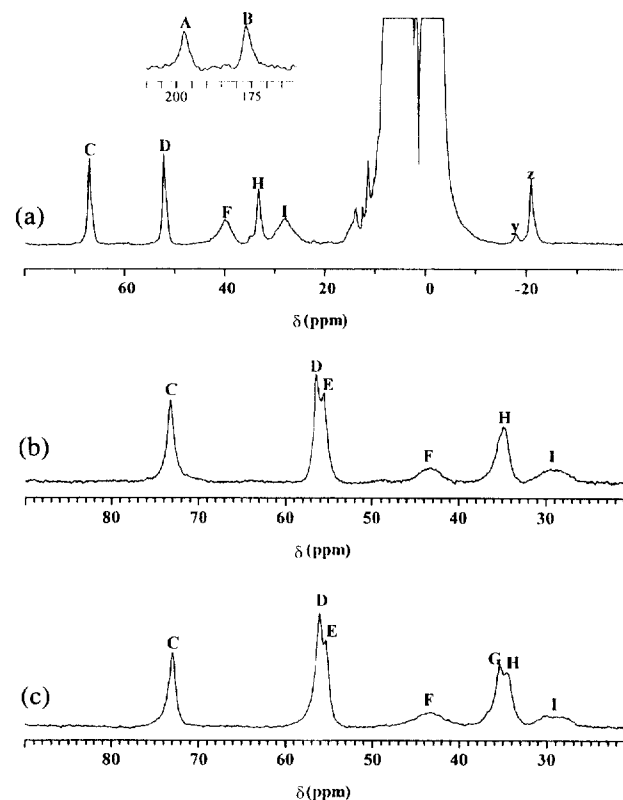 A B
200 175
C D F H I y z
(a)
60 40 20 0 -20
δ (ppm)
C D E F H I
(b)
80 70 60 50 40 30
δ (ppm)
C D E F G H I
(c)
80 70 60 50 40 30
δ (ppm)